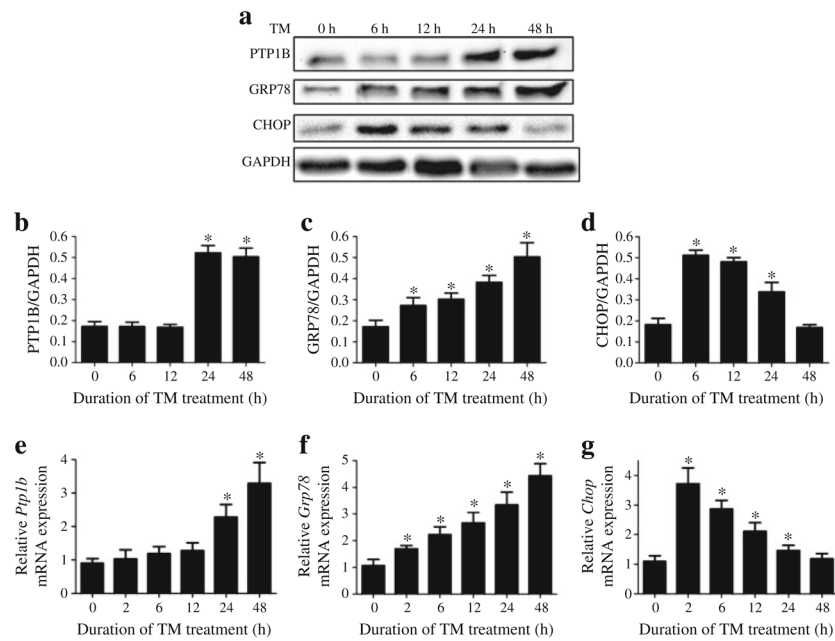 a
TM 0 h 6 h 12 h 24 h 48 h
PTP1B
GRP78
CHOP
GAPDH
b
PTP1B/GAPDH
0.6
0.5
0.4
0.3
0.2
0.1
0.0
* *
0 6 12 24 48
Duration of TM treatment (h)
c
GRP78/GAPDH
0.6
0.5
0.4
0.3
0.2
0.1
0.0
* * * *
0 6 12 24 48
Duration of TM treatment (h)
d
CHOP/GAPDH
0.6
0.5
0.4
0.3
0.2
0.1
0.0
* * *
0 6 12 24 48
Duration of TM treatment (h)
e
Relative Ptp1b
mRNA expression
4
3
2
1
0
* *
0 2 6 12 24 48
Duration of TM treatment (h)
f
Relative Grp78
mRNA expression
5
4
3
2
1
0
* * * * *
0 2 6 12 24 48
Duration of TM treatment (h)
g
Relative Chop
mRNA expression
4
3
2
1
0
* * * *
0 2 6 12 24 48
Duration of TM treatment (h)